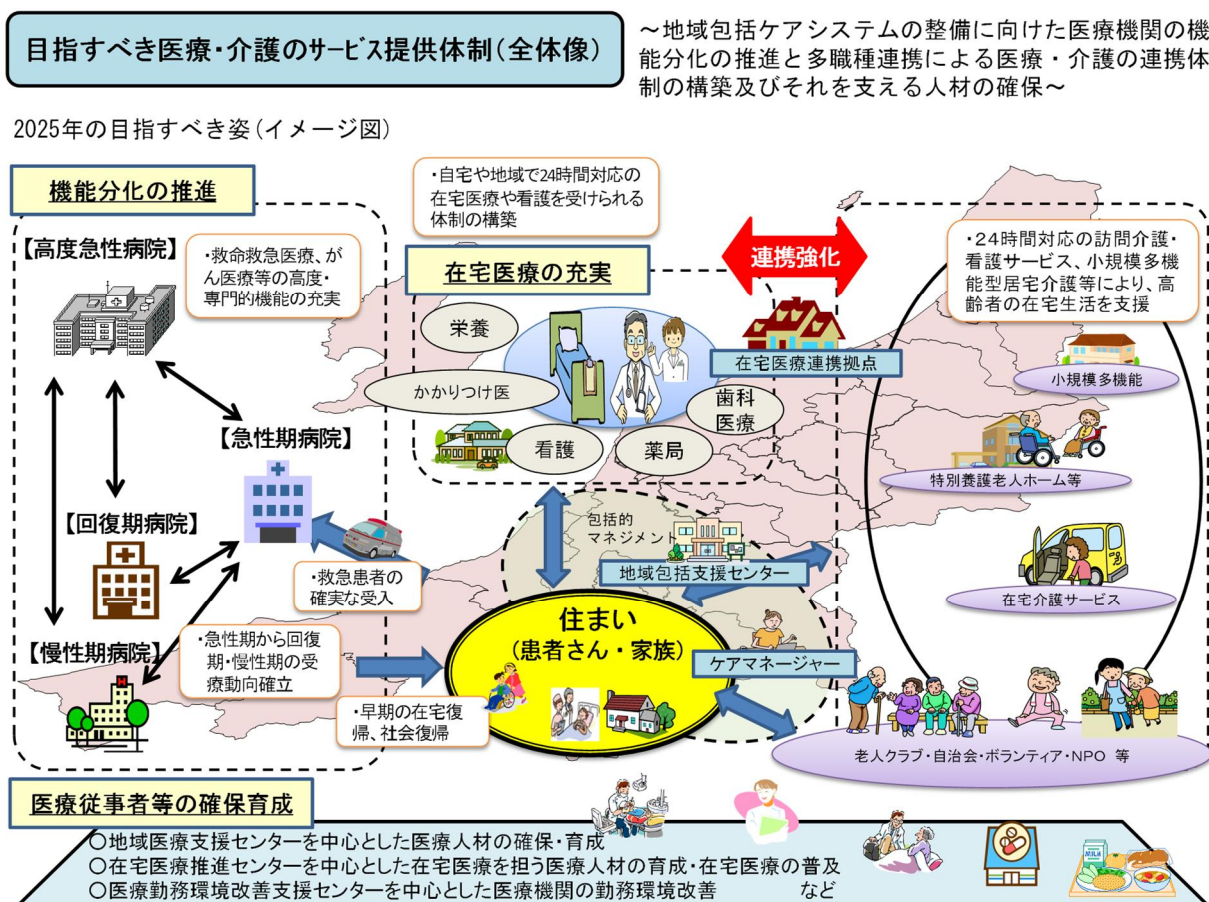 目指すべき医療・介護のサービス提供体制(全体像)
～地域包括ケアシステムの整備に向けた医療機関の機
能分化の推進と多職種連携による医療・介護の連携体
制の構築及びそれを支える人材の確保～
2025年の目指すべき姿(イメージ図)
機能分化の推進
【高度急性病院】
・救命救急医療、が
ん医療等の高度・
専門的機能の充実
【急性期病院】
【回復期病院】
・救急患者の
確実な受入
【慢性期病院】
・急性期から回復
期・慢性期の受
療動向確立
・早期の在宅復
帰、社会復帰
・自宅や地域で24時間対応の
在宅医療や看護を受けられる
体制の構築
在宅医療の充実
連携強化
栄養
かかりつけ医
看護
薬局
歯科
医療
在宅医療連携拠点
包括的
マネジメント
地域包括支援センター
住まい
(患者さん・家族)
ケアマネージャー
・24時間対応の訪問介護・
看護サービス、小規模多機
能型居宅介護等により、高
齢者の在宅生活を支援
小規模多機能
特別養護老人ホーム等
在宅介護サービス
老人クラブ・自治会・ボランティア・NPO 等
医療従事者等の確保育成
○地域医療支援センターを中心とした医療人材の確保・育成
○在宅医療推進センターを中心とした在宅医療を担う医療人材の育成・在宅医療の普及
○医療勤務環境改善支援センターを中心とした医療機関の勤務環境改善 など
MILK